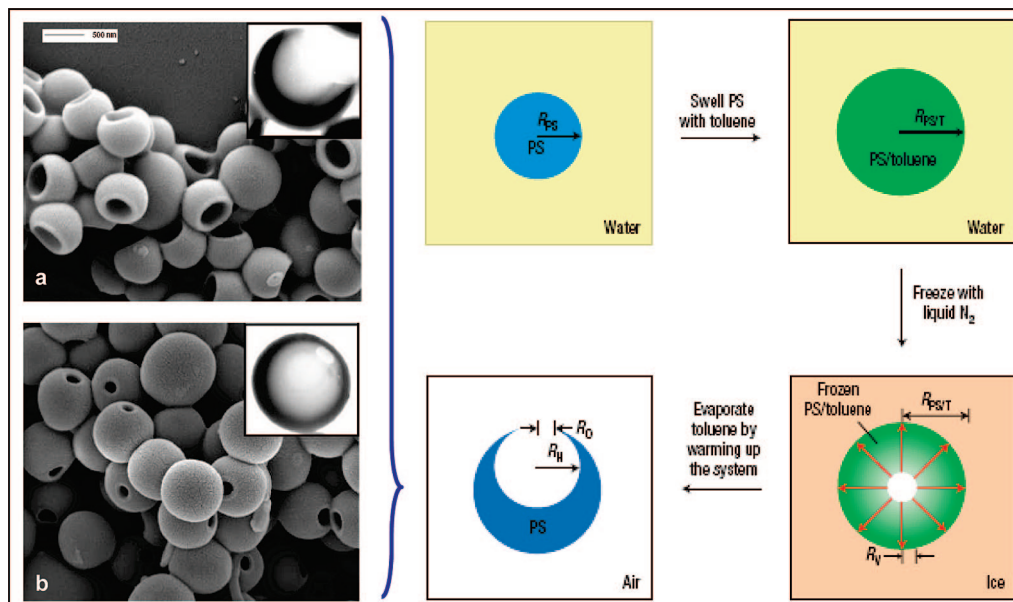 500 nm
a
b
R_PS
PS
Water
Swell PS
with toluene
R_PS/T
PS/toluene
Water
Freeze with
liquid N₂
R_O
R_H
PS
Air
Evaporate
toluene by
warming up
the system
Frozen
PS/toluene
R_PS/T
R_V
Ice